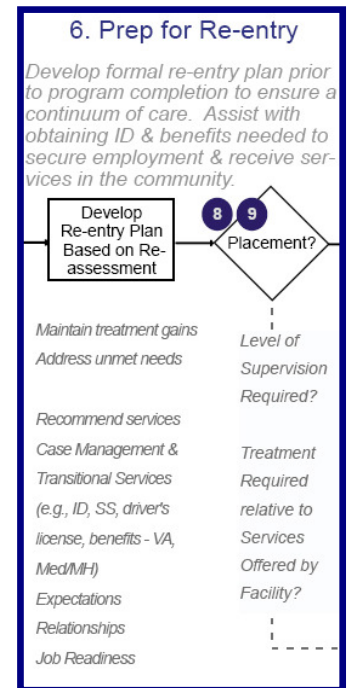 6. Prep for Re-entry
Develop formal re-entry plan prior
to program completion to ensure a
continuum of care. Assist with
obtaining ID & benefits needed to
secure employment & receive ser-
vices in the community.
Develop
Re-entry Plan
Based on Re-
assessment
8 9
Placement?
Maintain treatment gains
Address unmet needs
Recommend services
Case Management &
Transitional Services
(e.g., ID, SS, driver's
license, benefits - VA,
Med/MH)
Expectations
Relationships
Job Readiness
Level of
Supervision
Required?
Treatment
Required
relative to
Services
Offered by
Facility?